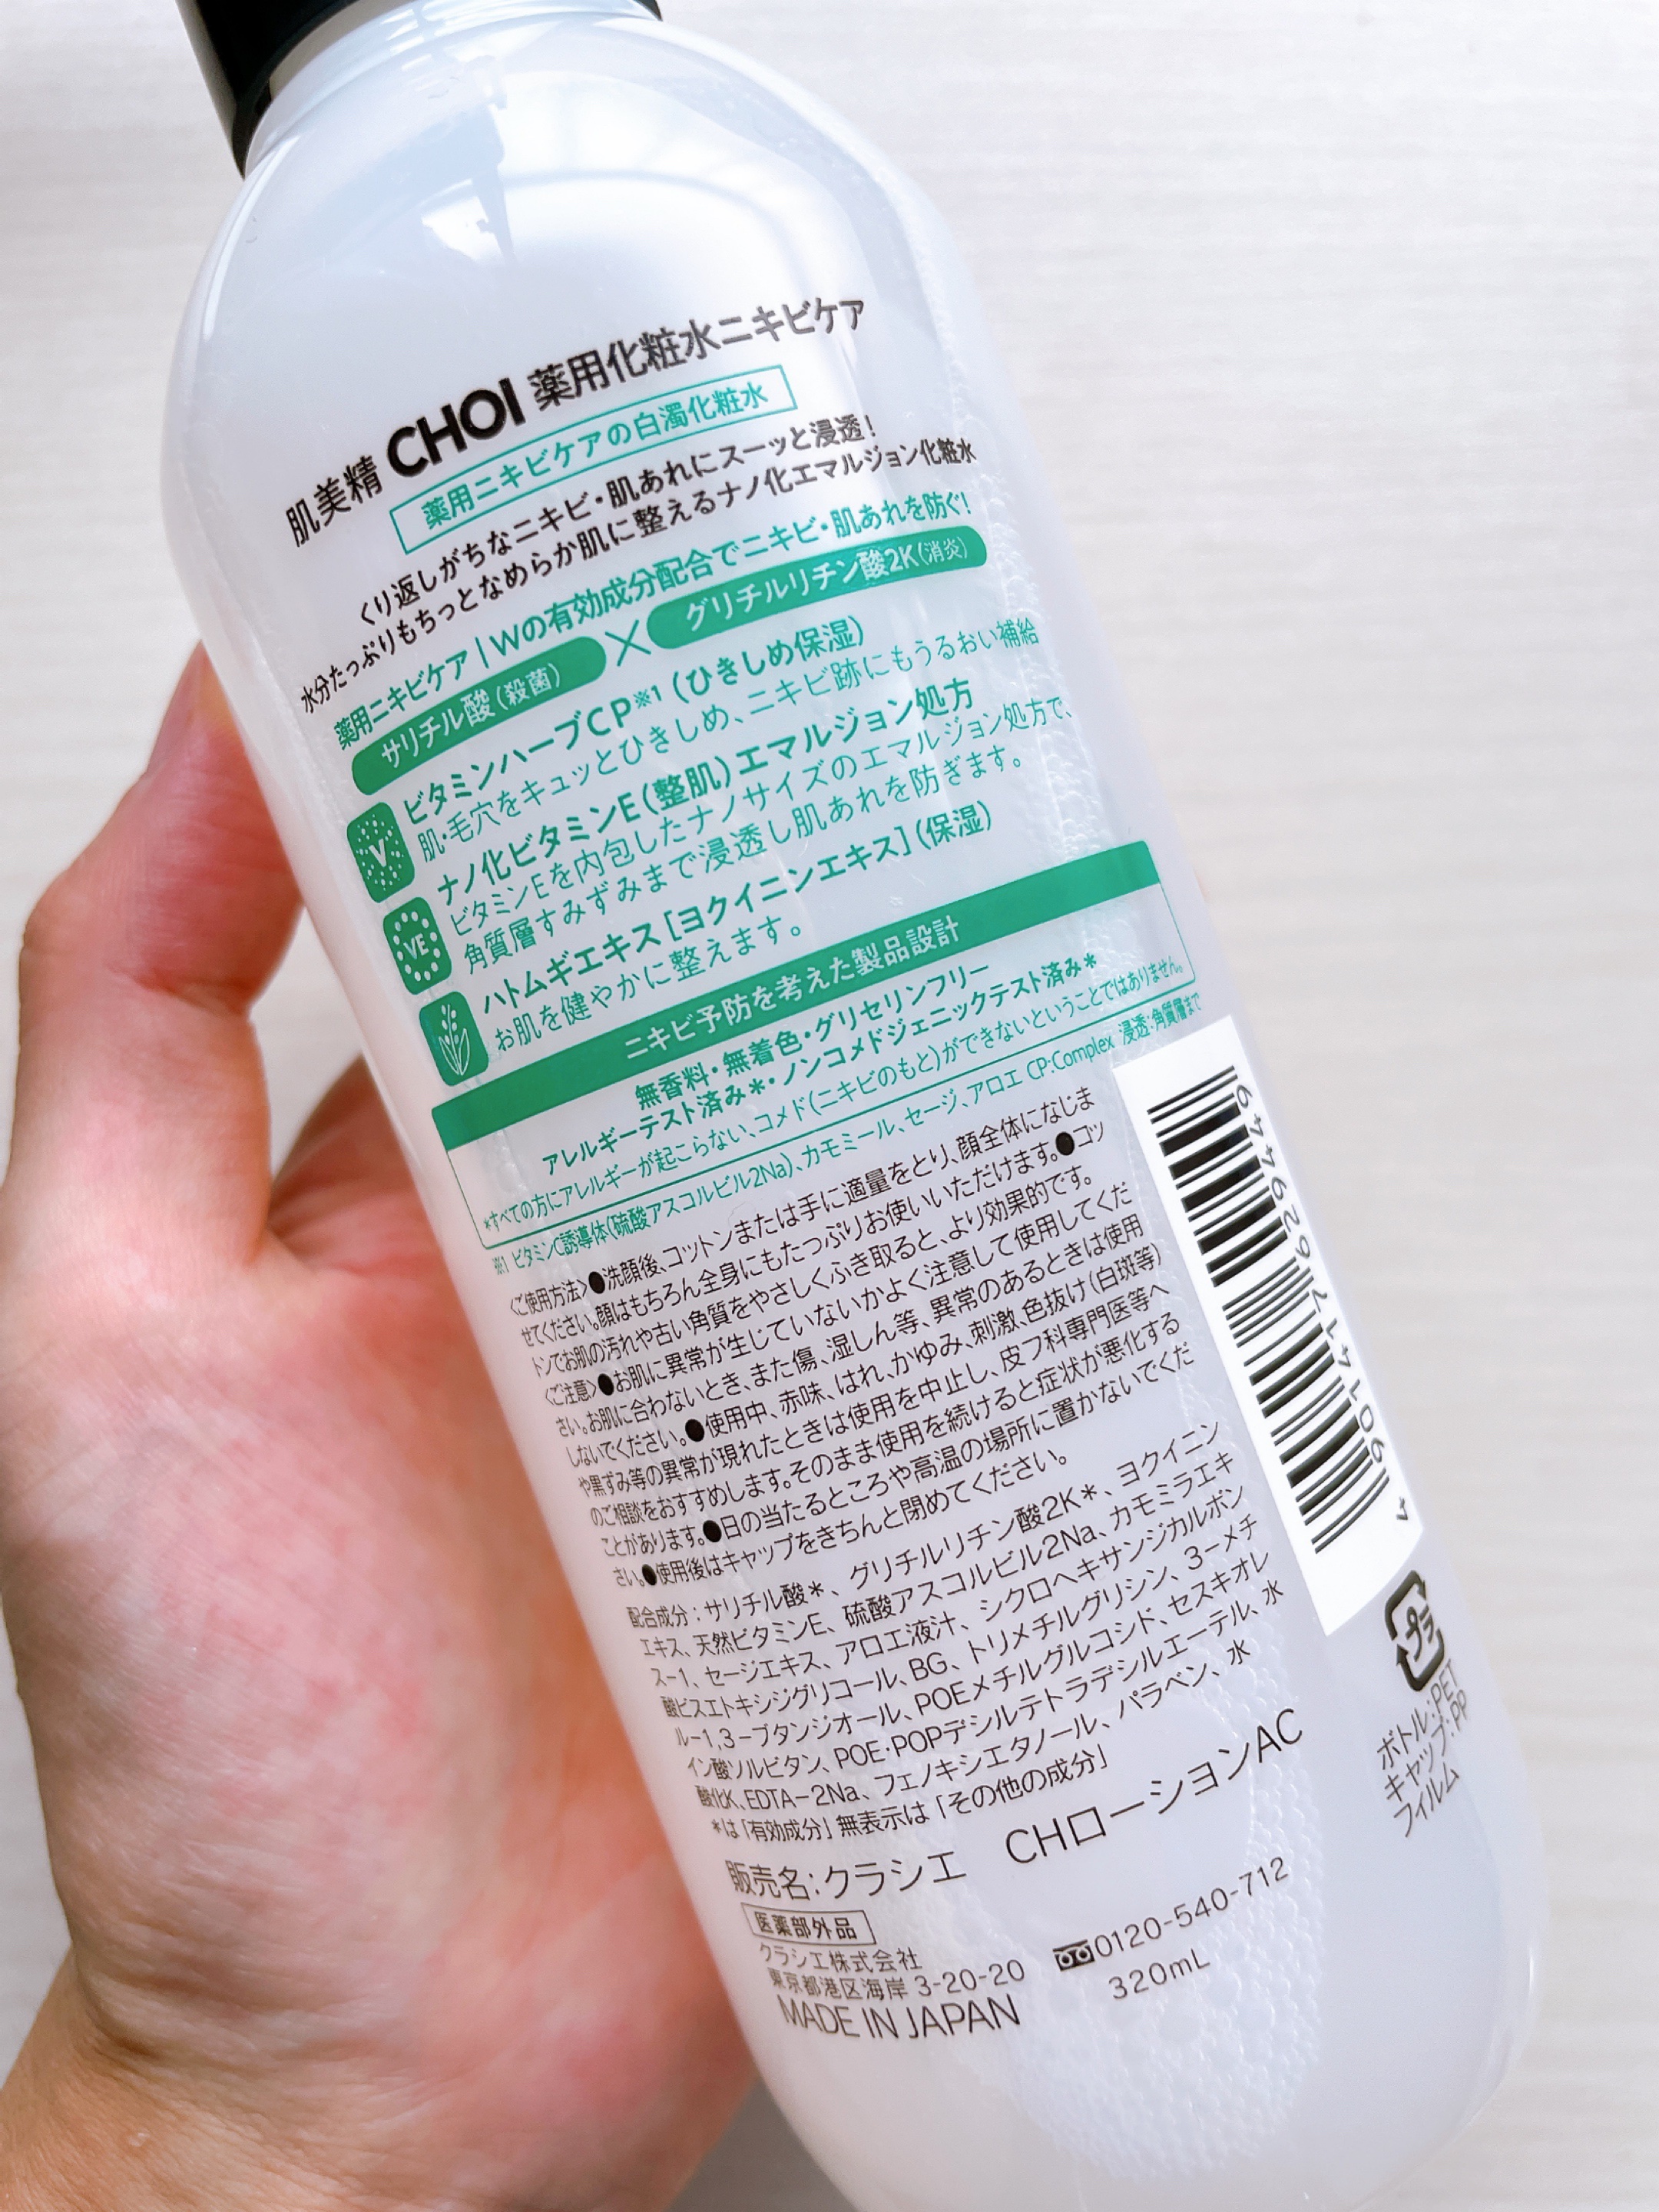 肌美精 CHOI 薬用化粧水ニキビケア
薬用ニキビケアの白濁化粧水
くり返しがちなニキビ・肌あれにスーッと浸透！
水分たっぷりもちっとなめらか肌に整えるナノ化エマルジョン化粧水
薬用ニキビケア｜Wの有効成分配合でニキビ・肌あれを防ぐ！
サリチル酸（殺菌）×グリチルリチン酸2K（消炎）
V ビタミンハーブCP※1（ひきしめ保湿）
肌・毛穴をキュッとひきしめ、ニキビ跡にもうるおい補給
VE ナノ化ビタミンE（整肌）エマルジョン処方
ビタミンEを内包したナノサイズのエマルジョン処方で、
角質層すみずみまで浸透し肌あれを防ぎます。
ハトムギエキス［ヨクイニンエキス］（保湿）
お肌を健やかに整えます。
ニキビ予防を考えた製品設計
無香料・無着色・グリセリンフリー
アレルギーテスト済み＊・ノンコメドジェニックテスト済み＊
＊すべての方にアレルギーが起こらない、コメド（ニキビのもと）ができないということではありません。
※1 ビタミンC誘導体（硫酸アスコルビル2Na）、カモミール、セージ、アロエ CP:Complex 浸透：角質層まで
〈ご使用方法〉●洗顔後、コットンまたは手に適量をとり、顔全体になじま
せてください。顔はもちろん全身にもたっぷりお使いいただけます。●コッ
トンでお肌の汚れや古い角質をやさしくふき取ると、より効果的です。
〈ご注意〉●お肌に異常が生じていないかよく注意して使用してくだ
さい。お肌に合わないとき、また傷、湿しん等、異常のあるときは使用
しないでください。●使用中、赤味、はれ、かゆみ、刺激、色抜け（白斑等）
や黒ずみ等の異常が現れたときは使用を中止し、皮フ科専門医等へ
のご相談をおすすめします。そのまま使用を続けると症状が悪化する
ことがあります。●日の当たるところや高温の場所に置かないでくだ
さい。●使用後はキャップをきちんと閉めてください。
配合成分：サリチル酸＊、グリチルリチン酸2K＊、ヨクイニン
エキス、天然ビタミンE、硫酸アスコルビル2Na、カモミラエキ
ス-1、セージエキス、アロエ液汁、シクロヘキサンジカルボン
酸ビスエトキシジグリコール、BG、トリメチルグリシン、3-メチ
ル-1,3-ブタンジオール、POEメチルグルコシド、セスキオレ
イン酸ソルビタン、POE・POPデシルテトラデシルエーテル、水
酸化K、EDTA-2Na、フェノキシエタノール、パラベン、水
＊は「有効成分」無表示は「その他の成分」
販売名：クラシエ CHローションAC
医薬部外品
クラシエ株式会社
東京都港区海岸 3-20-20
0120-540-712
MADE IN JAPAN
320mL
4 901417 629449
プラ
ボトル：PET
キャップ：PP
フィルム